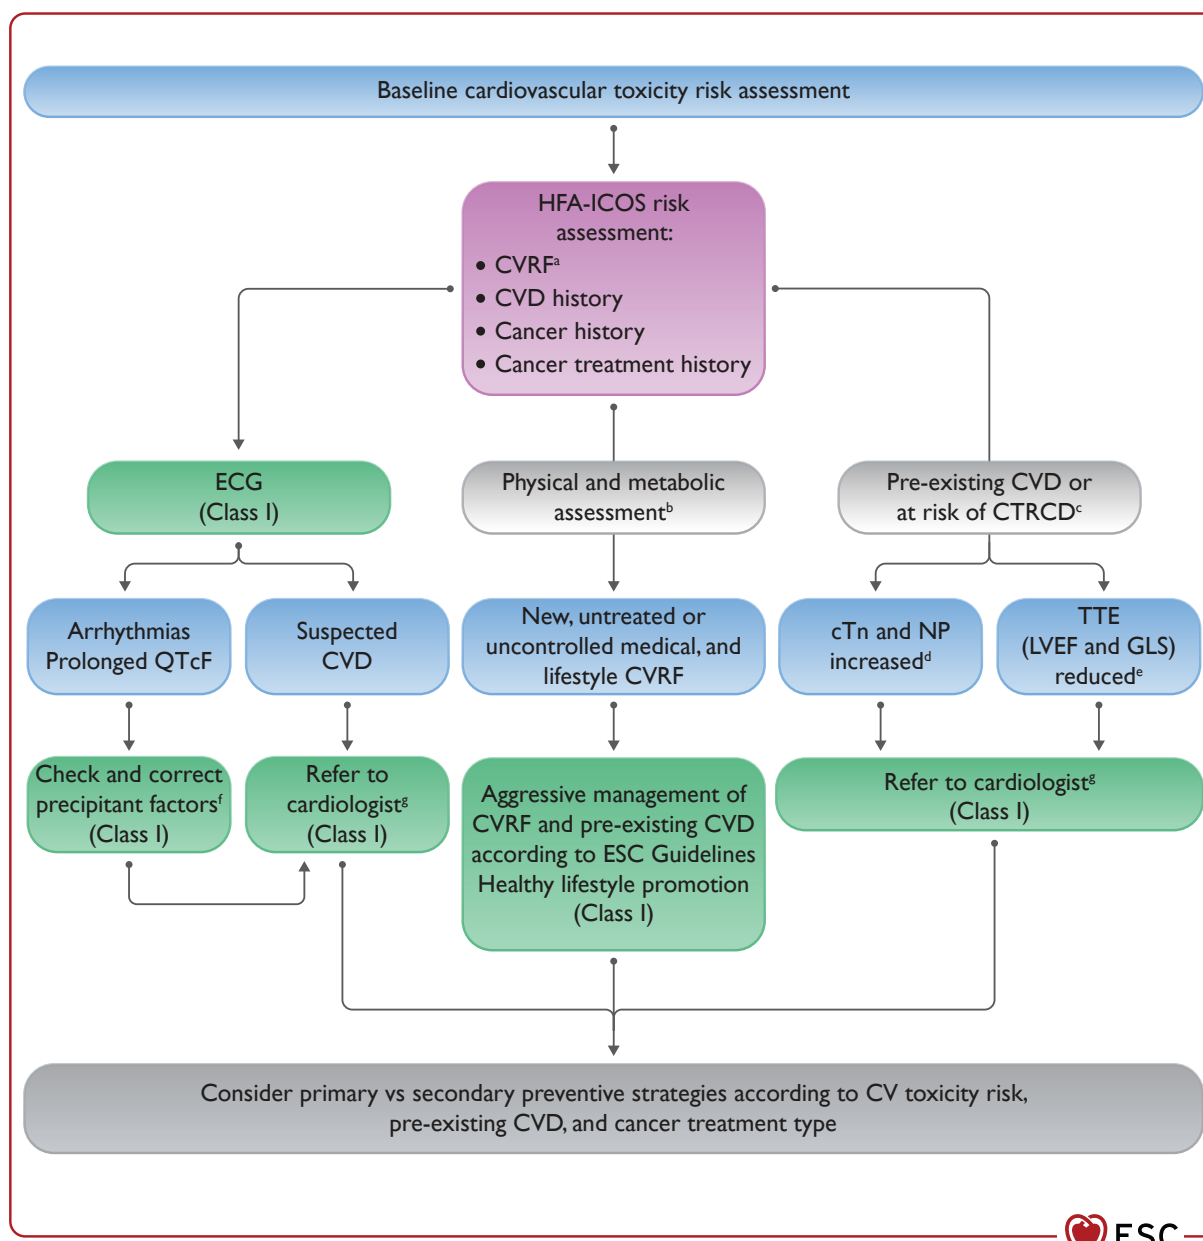 Baseline cardiovascular toxicity risk assessment
HFA-ICOS risk
assessment:
• CVRFᵃ
• CVD history
• Cancer history
• Cancer treatment history
ECG
(Class I)
Physical and metabolic
assessmentᵇ
Pre-existing CVD or
at risk of CTRCDᶜ
Arrhythmias
Prolonged QTcF
Suspected
CVD
New, untreated or
uncontrolled medical, and
lifestyle CVRF
cTn and NP
increasedᵈ
TTE
(LVEF and GLS)
reducedᵉ
Check and correct
precipitant factorsᶠ
(Class I)
Refer to
cardiologistᵍ
(Class I)
Aggressive management of
CVRF and pre-existing CVD
according to ESC Guidelines
Healthy lifestyle promotion
(Class I)
Refer to cardiologistᵍ
(Class I)
Consider primary vs secondary preventive strategies according to CV toxicity risk,
pre-existing CVD, and cancer treatment type
ESC